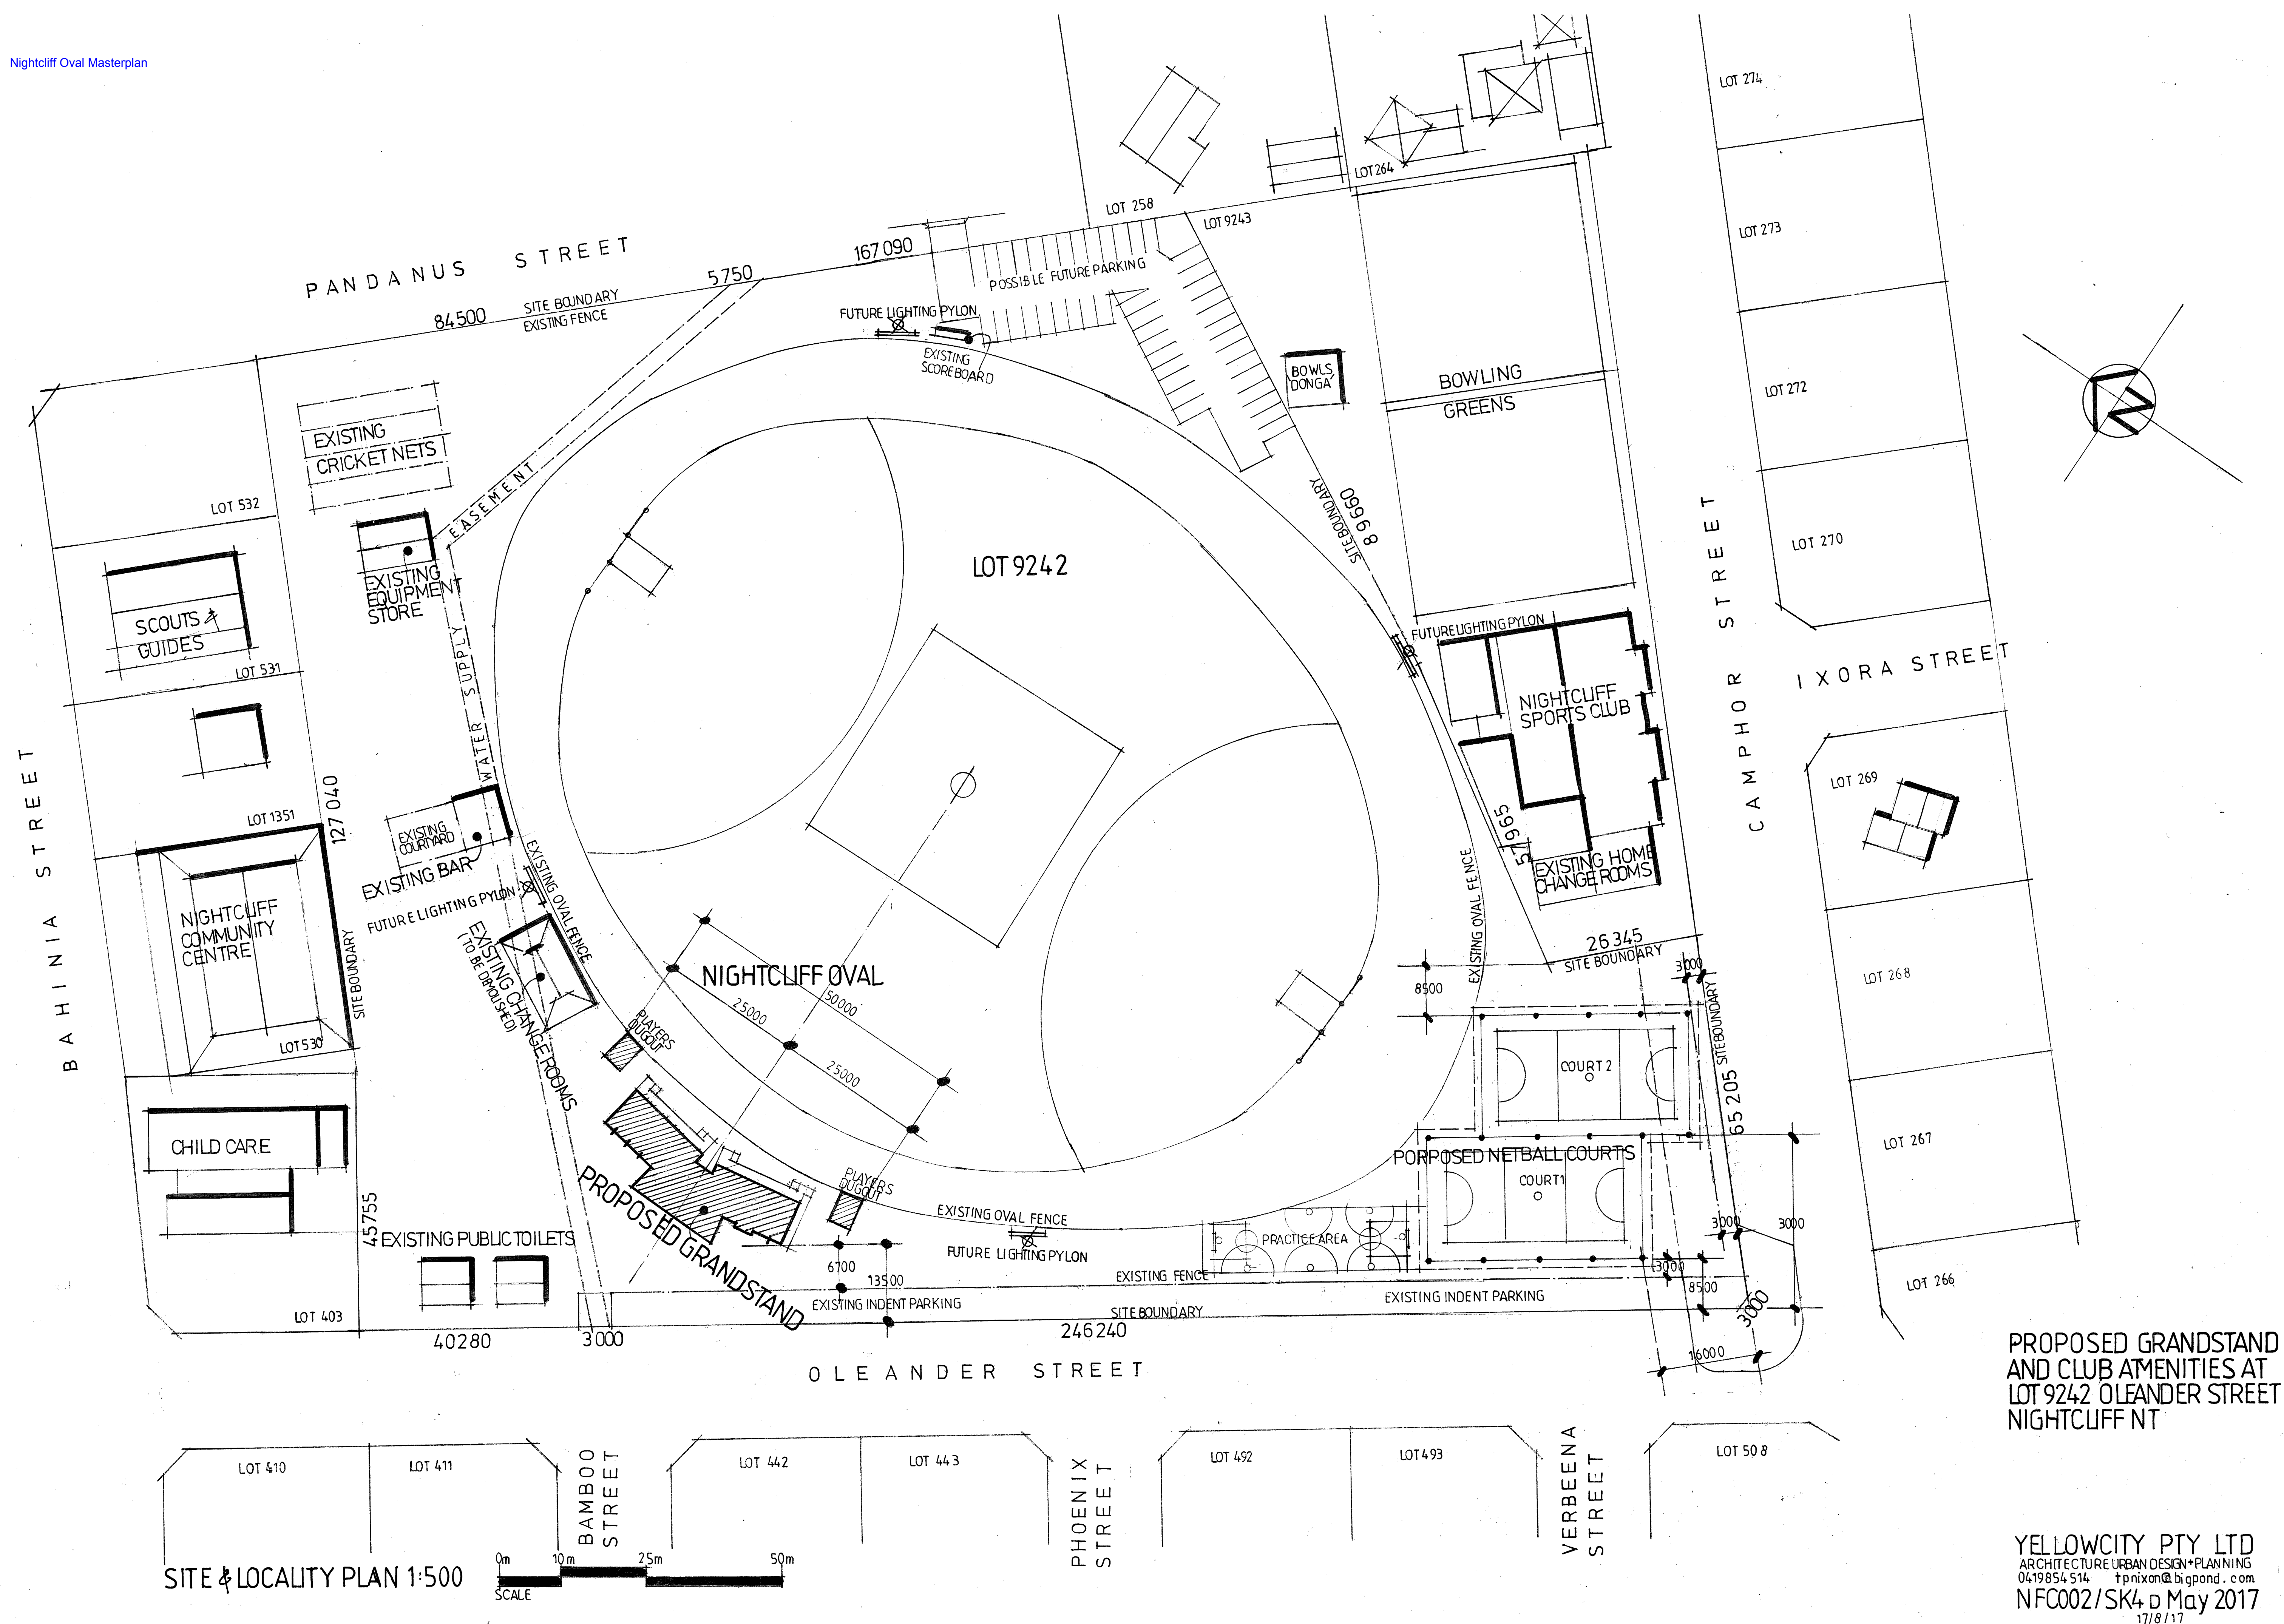 Nightcliff Oval Masterplan
LOT 274
LOT 264
LOT 258
LOT 9243
LOT 273
PANDANUS STREET
84500
SITE BOUNDARY
EXISTING FENCE
5750
167090
POSSIBLE FUTURE PARKING
FUTURE LIGHTING PYLON
EXISTING
SCOREBOARD
BOWLS
'DONGA'
BOWLING
GREENS
LOT 272
EXISTING
CRICKET NETS
LOT 532
EASEMENT
SITE BOUNDARY
89660
LOT 270
LOT 9242
EXISTING
EQUIPMENT
STORE
SCOUTS &
GUIDES
LOT 531
WATER SUPPLY
FUTURE LIGHTING PYLON
NIGHTCLIFF
SPORTS CLUB
CAMPHOR STREET
IXORA STREET
BAHINIA STREET
LOT 1351
127 040
EXISTING
COURTYARD
EXISTING BAR
FUTURE LIGHTING PYLON
EXISTING OVAL FENCE
57965
EXISTING HOME
CHANGE ROOMS
LOT 269
NIGHTCLIFF
COMMUNITY
CENTRE
SITE BOUNDARY
LOT 530
EXISTING CHANGE ROOMS
(TO BE DEMOLISHED)
NIGHTCLIFF OVAL
25000
50000
25000
PLAYERS
DUGOUT
EXISTING OVAL FENCE
26345
SITE BOUNDARY
3000
8500
LOT 268
COURT 2
65 205 SITE BOUNDARY
PORPOSED NETBALL COURTS
COURT 1
LOT 267
CHILD CARE
45755
EXISTING PUBLIC TOILETS
PROPOSED GRANDSTAND
PLAYERS
DUGOUT
EXISTING OVAL FENCE
FUTURE LIGHTING PYLON
PRACTICE AREA
3000
3000
6700
13500
EXISTING FENCE
3000
8500
EXISTING INDENT PARKING
SITE BOUNDARY
EXISTING INDENT PARKING
3000
LOT 266
LOT 403
40280
3000
246240
16000
OLEANDER STREET
PROPOSED GRANDSTAND
AND CLUB AMENITIES AT
LOT 9242 OLEANDER STREET
NIGHTCLIFF NT
LOT 410
LOT 411
BAMBOO
STREET
LOT 442
LOT 443
PHOENIX
STREET
LOT 492
LOT 493
VERBEENA
STREET
LOT 508
SITE & LOCALITY PLAN 1:500
0m 10m 25m 50m
SCALE
YELLOWCITY PTY LTD
ARCHITECTURE URBAN DESIGN + PLANNING
0419854514 tpnixon@bigpond.com
NFC002/SK4 D May 2017
17/8/17